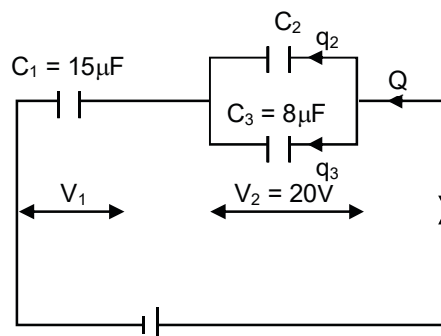 C₂
q₂
C₁ = 15μF
Q
C₃ = 8μF
q₃
V₁
V₂ = 20V